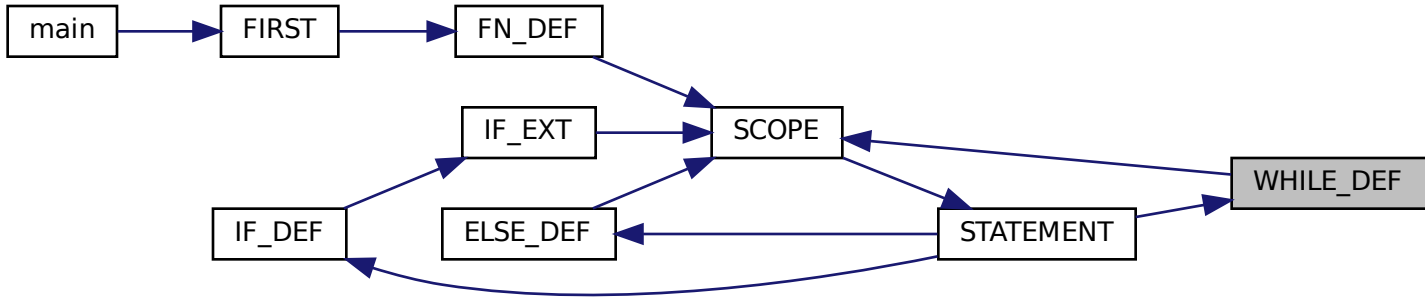 main
FIRST
FN_DEF
IF_EXT
SCOPE
WHILE_DEF
IF_DEF
ELSE_DEF
STATEMENT